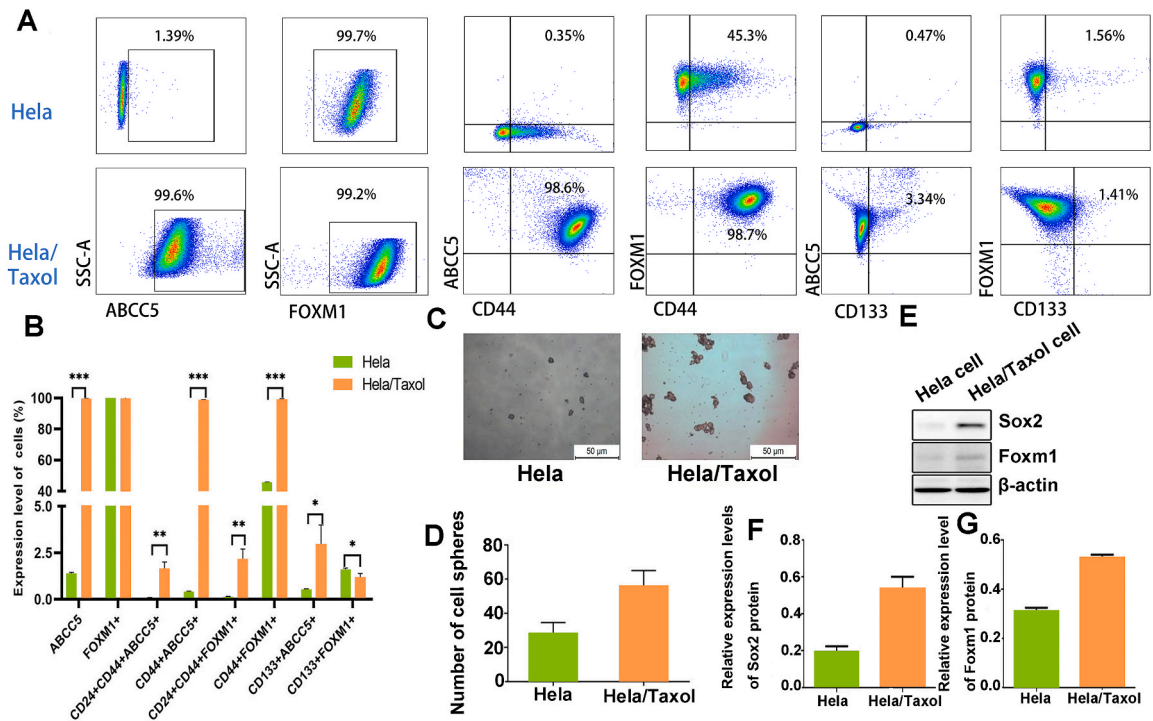 A
1.39%
99.7%
0.35%
45.3%
0.47%
1.56%
Hela
Hela/
Taxol
99.6%
99.2%
98.6%
98.7%
3.34%
1.41%
SSC-A
ABCC5
SSC-A
FOXM1
ABCC5
CD44
FOXM1
CD44
ABCC5
CD133
FOXM1
CD133
B
Hela
Hela/Taxol
Expression level of cells (%)
100
80
60
40
5.0
2.5
0.0
***
**
***
**
***
*
*
ABCC5
FOXM1+
CD24+CD44+ABCC5+
CD44+ABCC5+
CD24+CD44+FOXM1+
CD44+FOXM1+
CD133+ABCC5+
CD133+FOXM1+
C
50 μm
50 μm
Hela
Hela/Taxol
D
Number of cell spheres
80
60
40
20
0
Hela
Hela/Taxol
E
Hela cell
Hela/Taxol cell
Sox2
Foxm1
β-actin
F
Relative expression levels
of Sox2 protein
0.8
0.6
0.4
0.2
0.0
Hela
Hela/Taxol
G
Relative expression level
of Foxm1 protein
0.6
0.4
0.2
0.0
Hela
Hela/Taxol